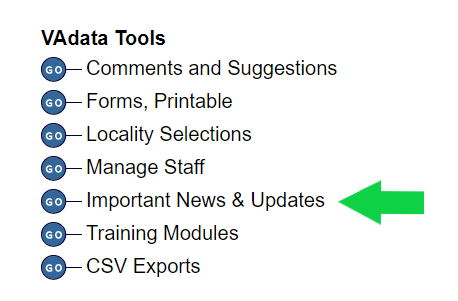 VAdata Tools
GO Comments and Suggestions
GO Forms, Printable
GO Locality Selections
GO Manage Staff
GO Important News & Updates
GO Training Modules
GO CSV Exports